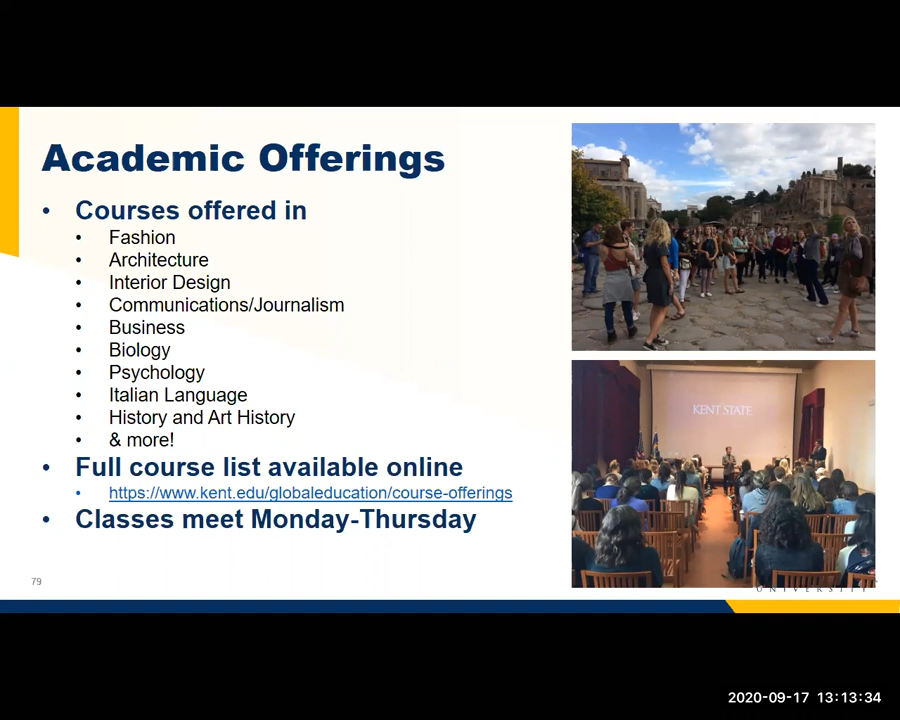 Academic Offerings
• Courses offered in
• Fashion
• Architecture
• Interior Design
• Communications/Journalism
• Business
• Biology
• Psychology
• Italian Language
• History and Art History
• & more!
• Full course list available online
• https://www.kent.edu/globaleducation/course-offerings
• Classes meet Monday-Thursday
KENT STATE
UNIVERSITY
79
2020-09-17 13:13:34